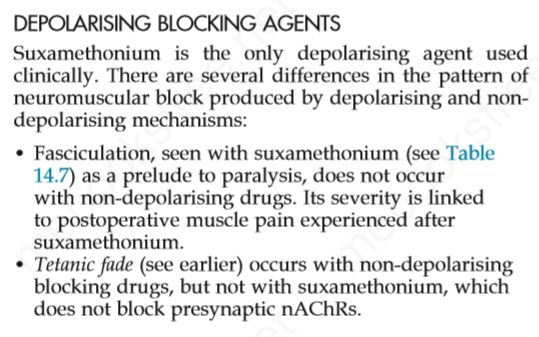 DEPOLARISING BLOCKING AGENTS
Suxamethonium is the only depolarising agent used
clinically. There are several differences in the pattern of
neuromuscular block produced by depolarising and non-
depolarising mechanisms:
• Fasciculation, seen with suxamethonium (see Table
14.7) as a prelude to paralysis, does not occur
with non-depolarising drugs. Its severity is linked
to postoperative muscle pain experienced after
suxamethonium.
• Tetanic fade (see earlier) occurs with non-depolarising
blocking drugs, but not with suxamethonium, which
does not block presynaptic nAChRs.